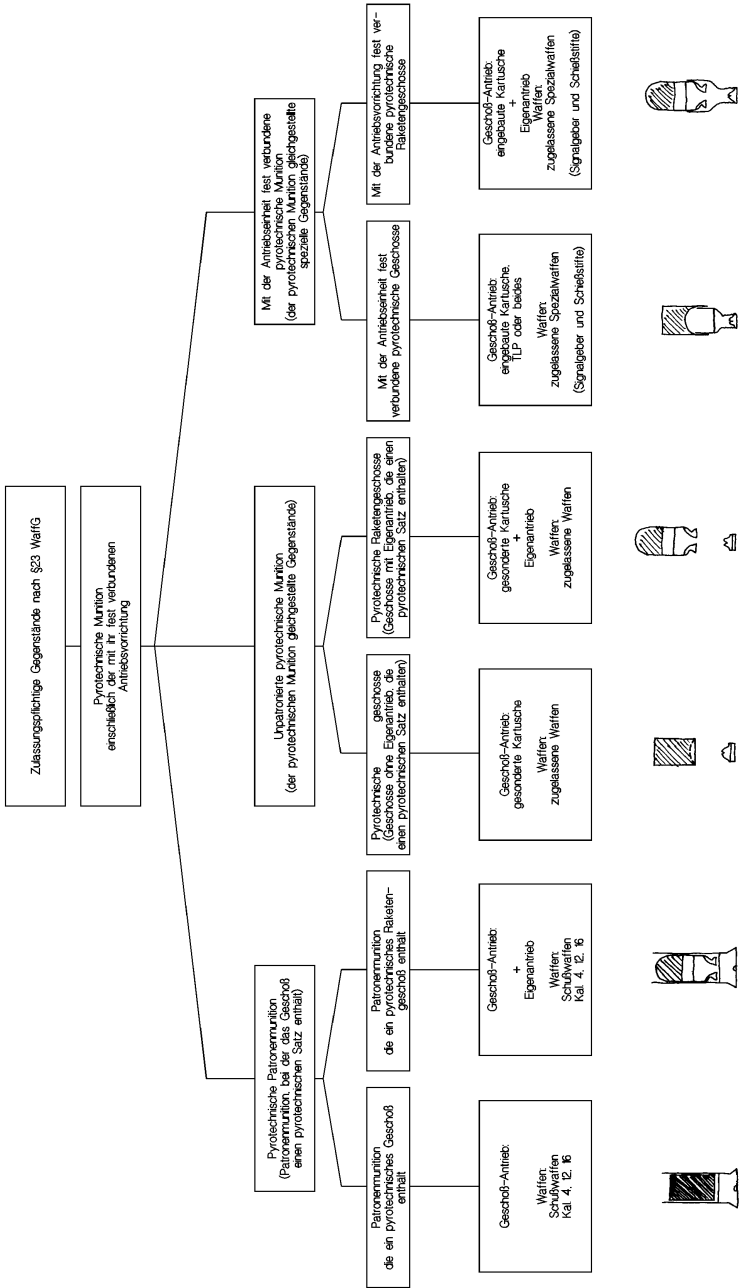 Zulassungspflichtige Gegenstände nach §23 WaffG
Pyrotechnische Munition
einschließlich der mit ihr fest verbundenen
Antriebsvorrichtung
Pyrotechnische Patronenmunition
(Patronenmunition, bei der das Geschoß
einen pyrotechnischen Satz enthält)
Unpatronierte pyrotechnische Munition
(der pyrotechnischen Munition gleichgestellte Gegenstände)
Mit der Antriebseinheit fest verbundene
pyrotechnische Munition
(der pyrotechnischen Munition gleichgestellte
spezielle Gegenstände)
Patronenmunition
die ein pyrotechnisches Geschoß
enthält
Patronenmunition
die ein pyrotechnisches Raketen-
geschoß enthält
Pyrotechnische geschosse
(Geschosse ohne Eigenantrieb, die
einen pyrotechnischen Satz enthalten)
Pyrotechnische Raketengeschosse
(Geschosse mit Eigenantrieb, die einen
pyrotechnischen Satz enthalten)
Mit der Antriebseinheit fest
verbundene pyrotechnische Geschosse
Mit der Antriebsvorrichtung fest ver-
bundene pyrotechnische
Raketengeschosse
Geschoß-Antrieb:
Waffen:
Schußwaffen
Kal. 4, 12, 16
Geschoß-Antrieb:
+
Eigenantrieb
Waffen:
Schußwaffen
Kal. 4, 12, 16
Geschoß-Antrieb:
gesonderte Kartusche
Waffen:
zugelassene Waffen
Geschoß-Antrieb:
gesonderte Kartusche
+
Eigenantrieb
Waffen:
zugelassene Waffen
Geschoß-Antrieb:
eingebaute Kartusche,
TLP oder beides
Waffen:
zugelassene Spezialwaffen
(Signalgeber und Schießstifte)
Geschoß-Antrieb:
eingebaute Kartusche
+
Eigenantrieb
Waffen:
zugelassene Spezialwaffen
(Signalgeber und Schießstifte)